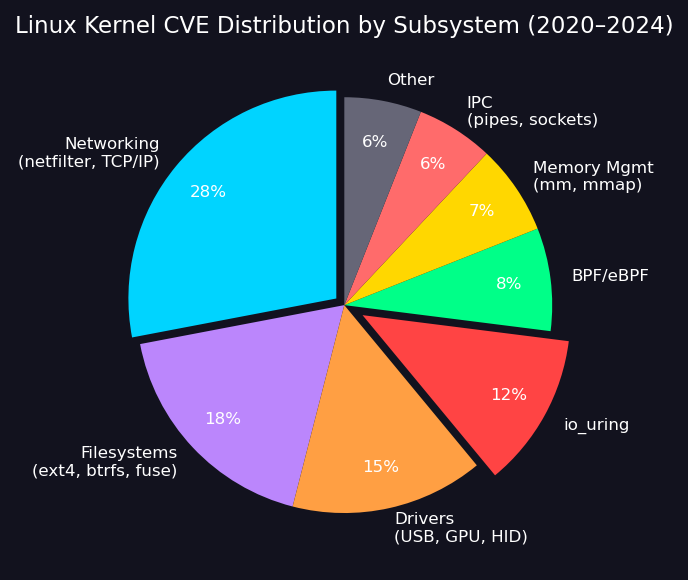 Linux Kernel CVE Distribution by Subsystem (2020–2024)
Networking
(netfilter, TCP/IP)
28%
Filesystems
(ext4, btrfs, fuse)
18%
Drivers
(USB, GPU, HID)
15%
io_uring
12%
BPF/eBPF
8%
Memory Mgmt
(mm, mmap)
7%
IPC
(pipes, sockets)
6%
Other
6%